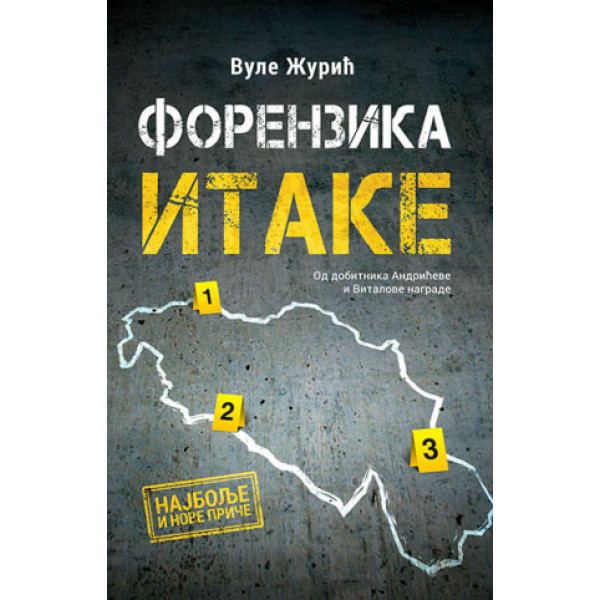 Вуле Журић
ФОРЕНЗИКА
ИТАКЕ
Од добитника Андрићеве
и Виталове награде
1
2
3
НАЈБОЉЕ
И НОВЕ ПРИЧЕ